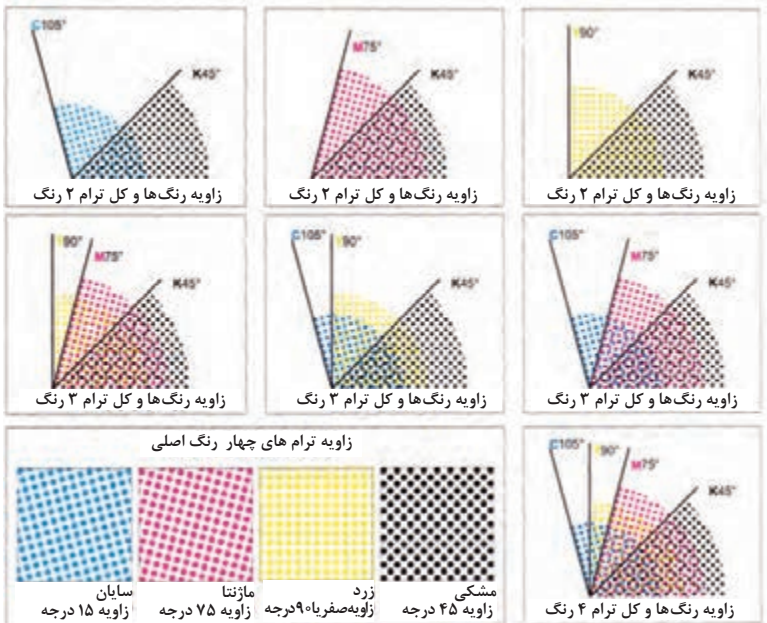 C105°
K45°
زاویه رنگ‌ها و کل ترام ۲ رنگ
M75°
K45°
زاویه رنگ‌ها و کل ترام ۲ رنگ
Y90°
K45°
زاویه رنگ‌ها و کل ترام ۲ رنگ
Y90°
M75°
K45°
زاویه رنگ‌ها و کل ترام ۳ رنگ
C105°
Y90°
K45°
زاویه رنگ‌ها و کل ترام ۳ رنگ
C105°
M75°
K45°
زاویه رنگ‌ها و کل ترام ۳ رنگ
زاویه ترام های چهار رنگ اصلی
مشکی
زاویه ۴۵ درجه
زرد
زاویه‌صفریا۹۰درجه
ماژنتا
زاویه ۷۵ درجه
سایان
زاویه ۱۵ درجه
C105°
Y90°
M75°
K45°
زاویه رنگ‌ها و کل ترام ۴ رنگ